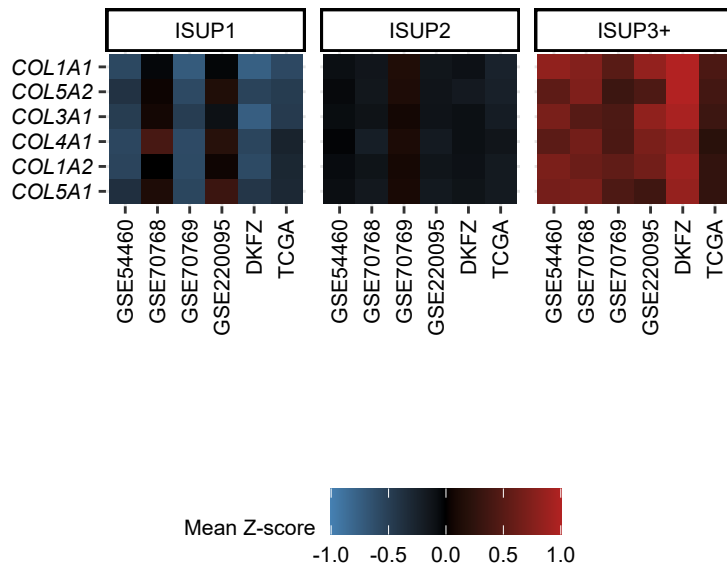 ISUP1 ISUP2 ISUP3+
COL1A1
COL5A2
COL3A1
COL4A1
COL1A2
COL5A1
GSE54460 GSE70768 GSE70769 GSE220095 DKFZ TCGA GSE54460 GSE70768 GSE70769 GSE220095 DKFZ TCGA GSE54460 GSE70768 GSE70769 GSE220095 DKFZ TCGA
Mean Z-score
-1.0 -0.5 0.0 0.5 1.0